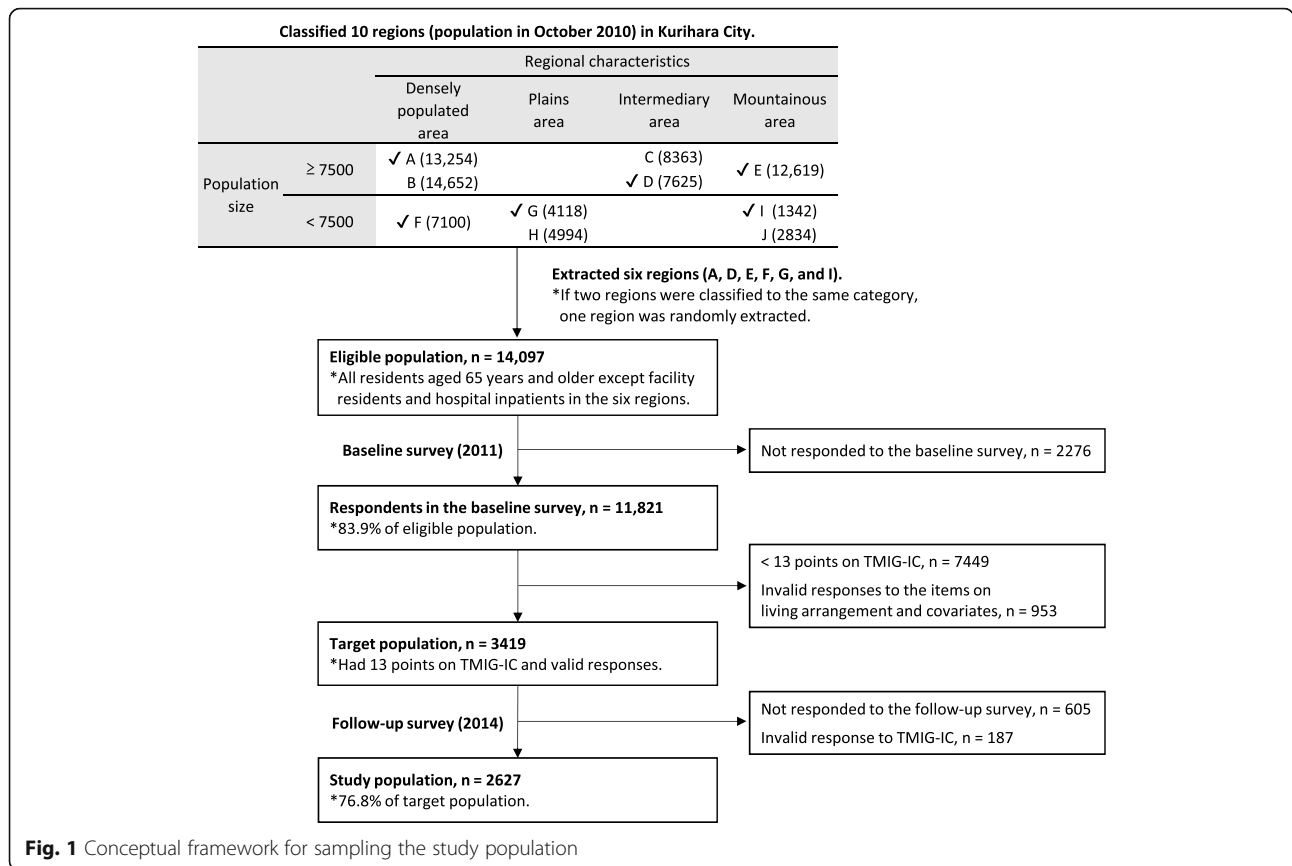 Classified 10 regions (population in October 2010) in Kurihara City.
Regional characteristics
Densely
populated
area
Plains
area
Intermediary
area
Mountainous
area
Population
size
≥ 7500
✓ A (13,254)
B (14,652)
C (8363)
✓ D (7625)
✓ E (12,619)
< 7500
✓ F (7100)
✓ G (4118)
H (4994)
✓ I (1342)
J (2834)
Extracted six regions (A, D, E, F, G, and I).
*If two regions were classified to the same category,
one region was randomly extracted.
Eligible population, n = 14,097
*All residents aged 65 years and older except facility
residents and hospital inpatients in the six regions.
Baseline survey (2011)
Not responded to the baseline survey, n = 2276
Respondents in the baseline survey, n = 11,821
*83.9% of eligible population.
< 13 points on TMIG-IC, n = 7449
Invalid responses to the items on
living arrangement and covariates, n = 953
Target population, n = 3419
*Had 13 points on TMIG-IC and valid responses.
Follow-up survey (2014)
Not responded to the follow-up survey, n = 605
Invalid response to TMIG-IC, n = 187
Study population, n = 2627
*76.8% of target population.
Fig. 1 Conceptual framework for sampling the study population